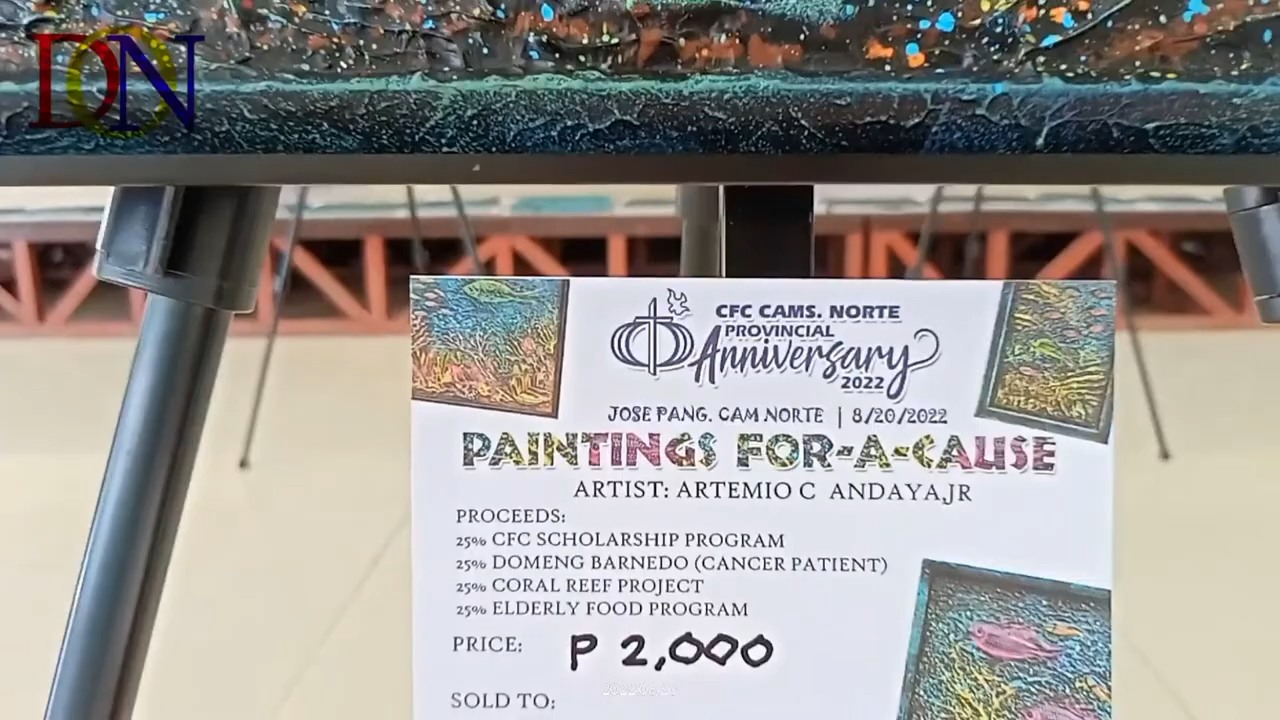 DN
CFC CAMS. NORTE
PROVINCIAL
Anniversary
2022
JOSE PANG. CAM NORTE | 8/20/2022
PAINTINGS FOR-A-CAUSE
ARTIST: ARTEMIO C ANDAYA,JR
PROCEEDS:
25% CFC SCHOLARSHIP PROGRAM
25% DOMENG BARNEDO (CANCER PATIENT)
25% CORAL REEF PROJECT
25% ELDERLY FOOD PROGRAM
PRICE: P 2,000
SOLD TO: